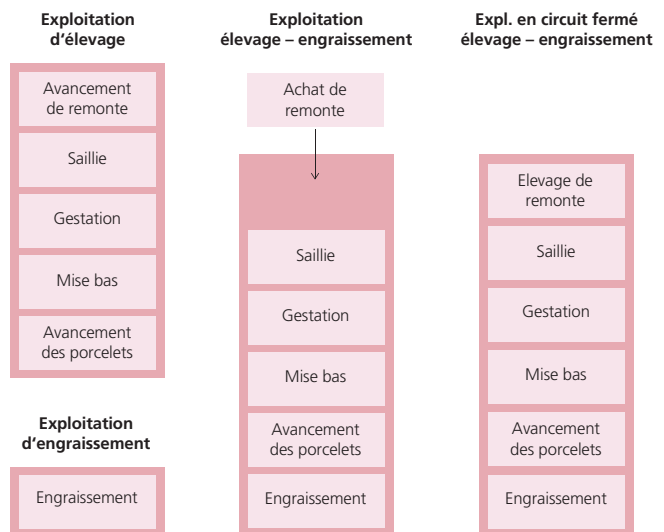 Exploitation
d'élevage
Avancement
de remonte
Saillie
Gestation
Mise bas
Avancement
des porcelets
Exploitation
d'engraissement
Engraissement
Exploitation
élevage – engraissement
Achat de
remonte
Saillie
Gestation
Mise bas
Avancement
des porcelets
Engraissement
Expl. en circuit fermé
élevage – engraissement
Elevage de
remonte
Saillie
Gestation
Mise bas
Avancement
des porcelets
Engraissement